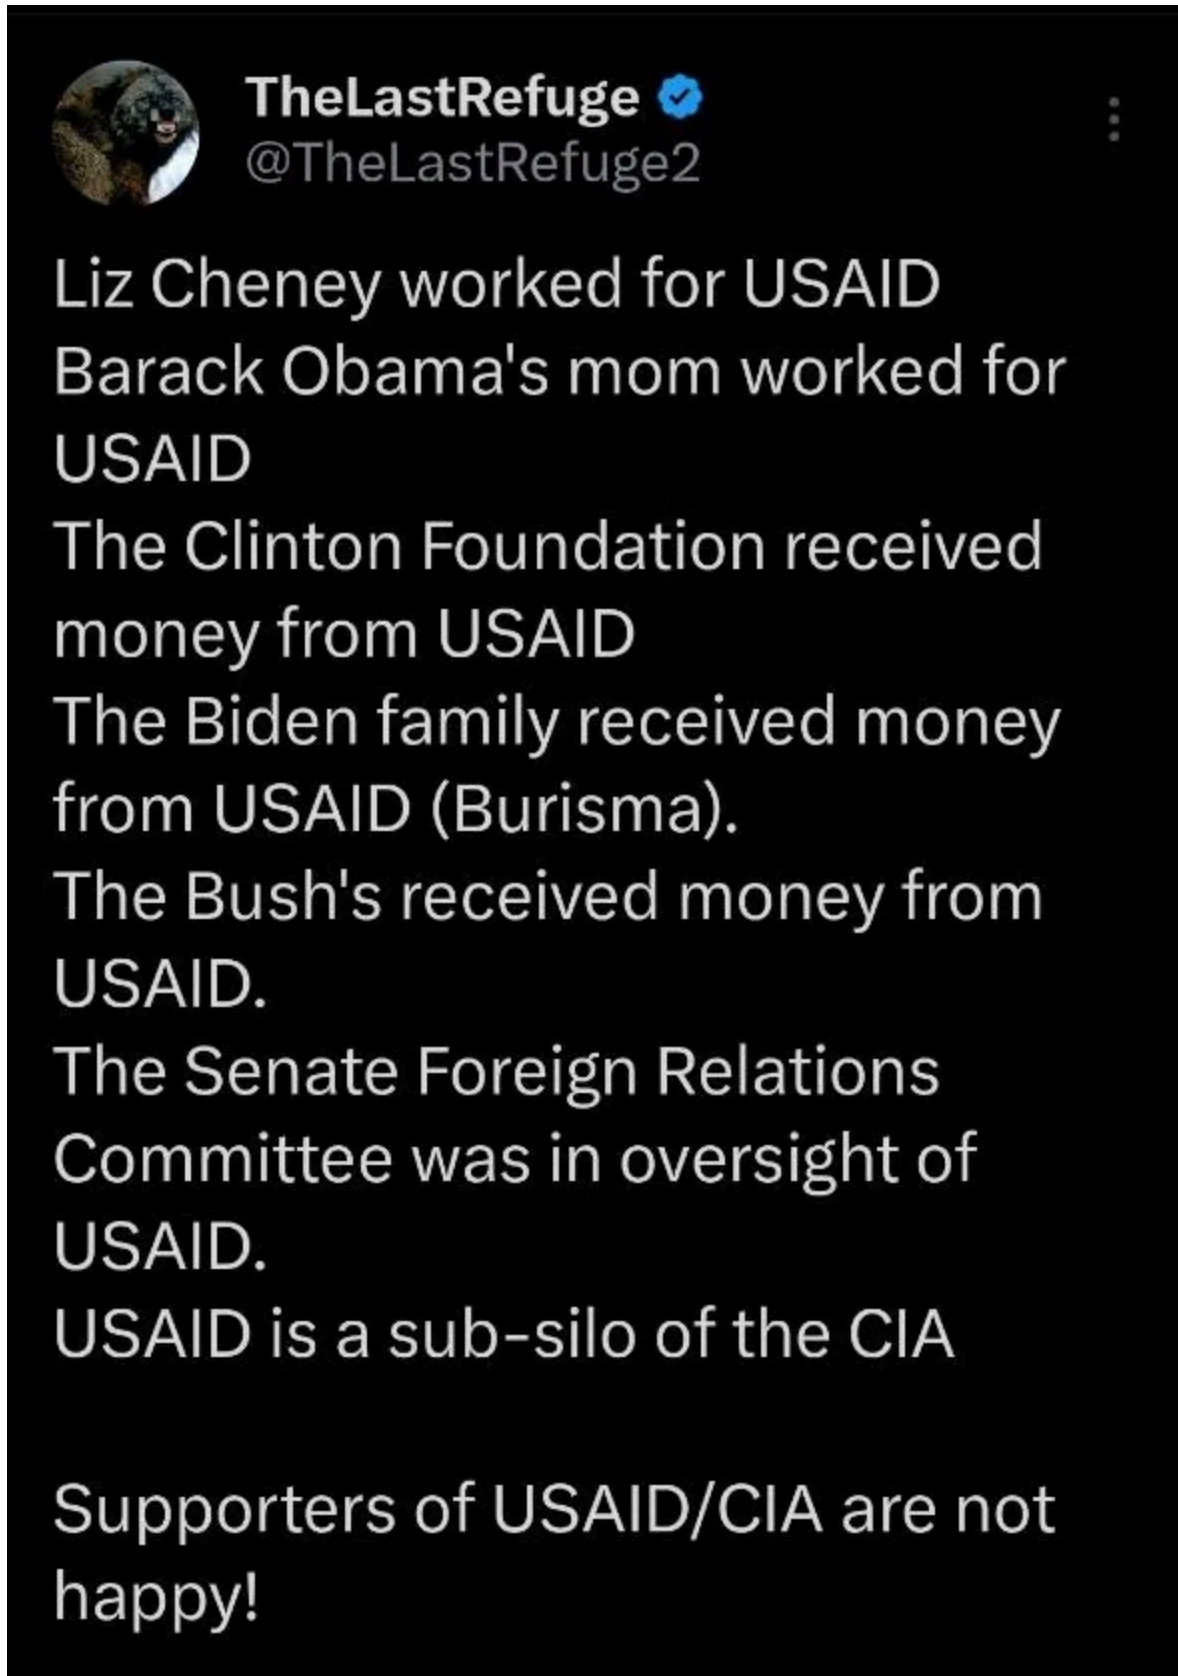 TheLastRefuge
@TheLastRefuge2
Liz Cheney worked for USAID
Barack Obama's mom worked for
USAID
The Clinton Foundation received
money from USAID
The Biden family received money
from USAID (Burisma).
The Bush's received money from
USAID.
The Senate Foreign Relations
Committee was in oversight of
USAID.
USAID is a sub-silo of the CIA
Supporters of USAID/CIA are not
happy!